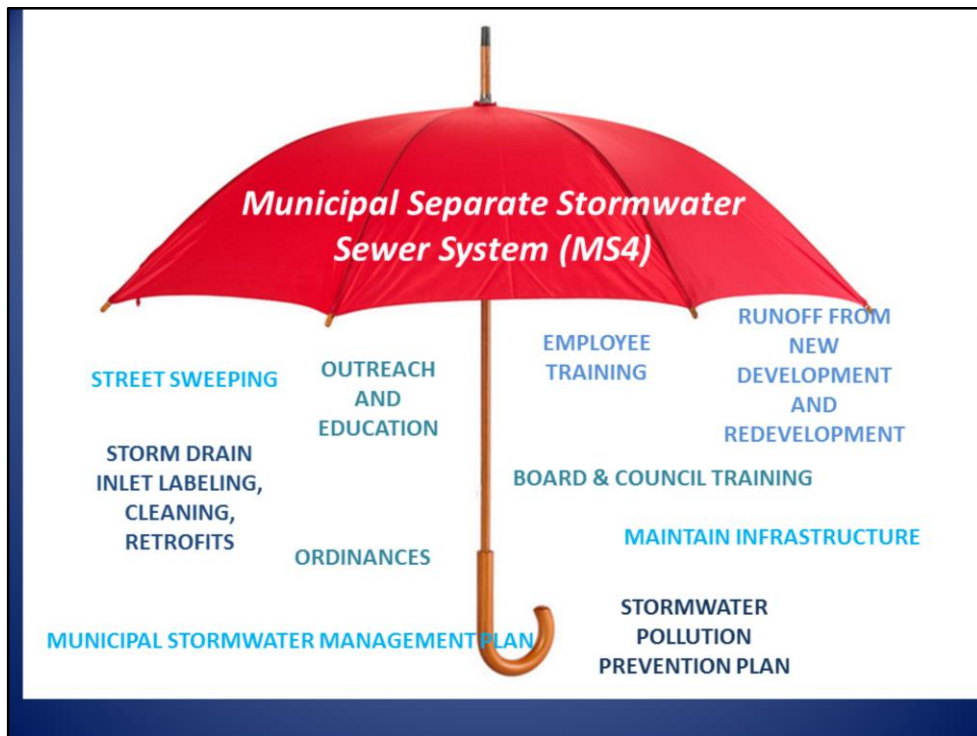 Municipal Separate Stormwater
Sewer System (MS4)
STREET SWEEPING
OUTREACH
AND
EDUCATION
EMPLOYEE
TRAINING
RUNOFF FROM
NEW
DEVELOPMENT
AND
REDEVELOPMENT
STORM DRAIN
INLET LABELING,
CLEANING,
RETROFITS
BOARD & COUNCIL TRAINING
ORDINANCES
MAINTAIN INFRASTRUCTURE
MUNICIPAL STORMWATER MANAGEMENT PLAN
STORMWATER
POLLUTION
PREVENTION PLAN